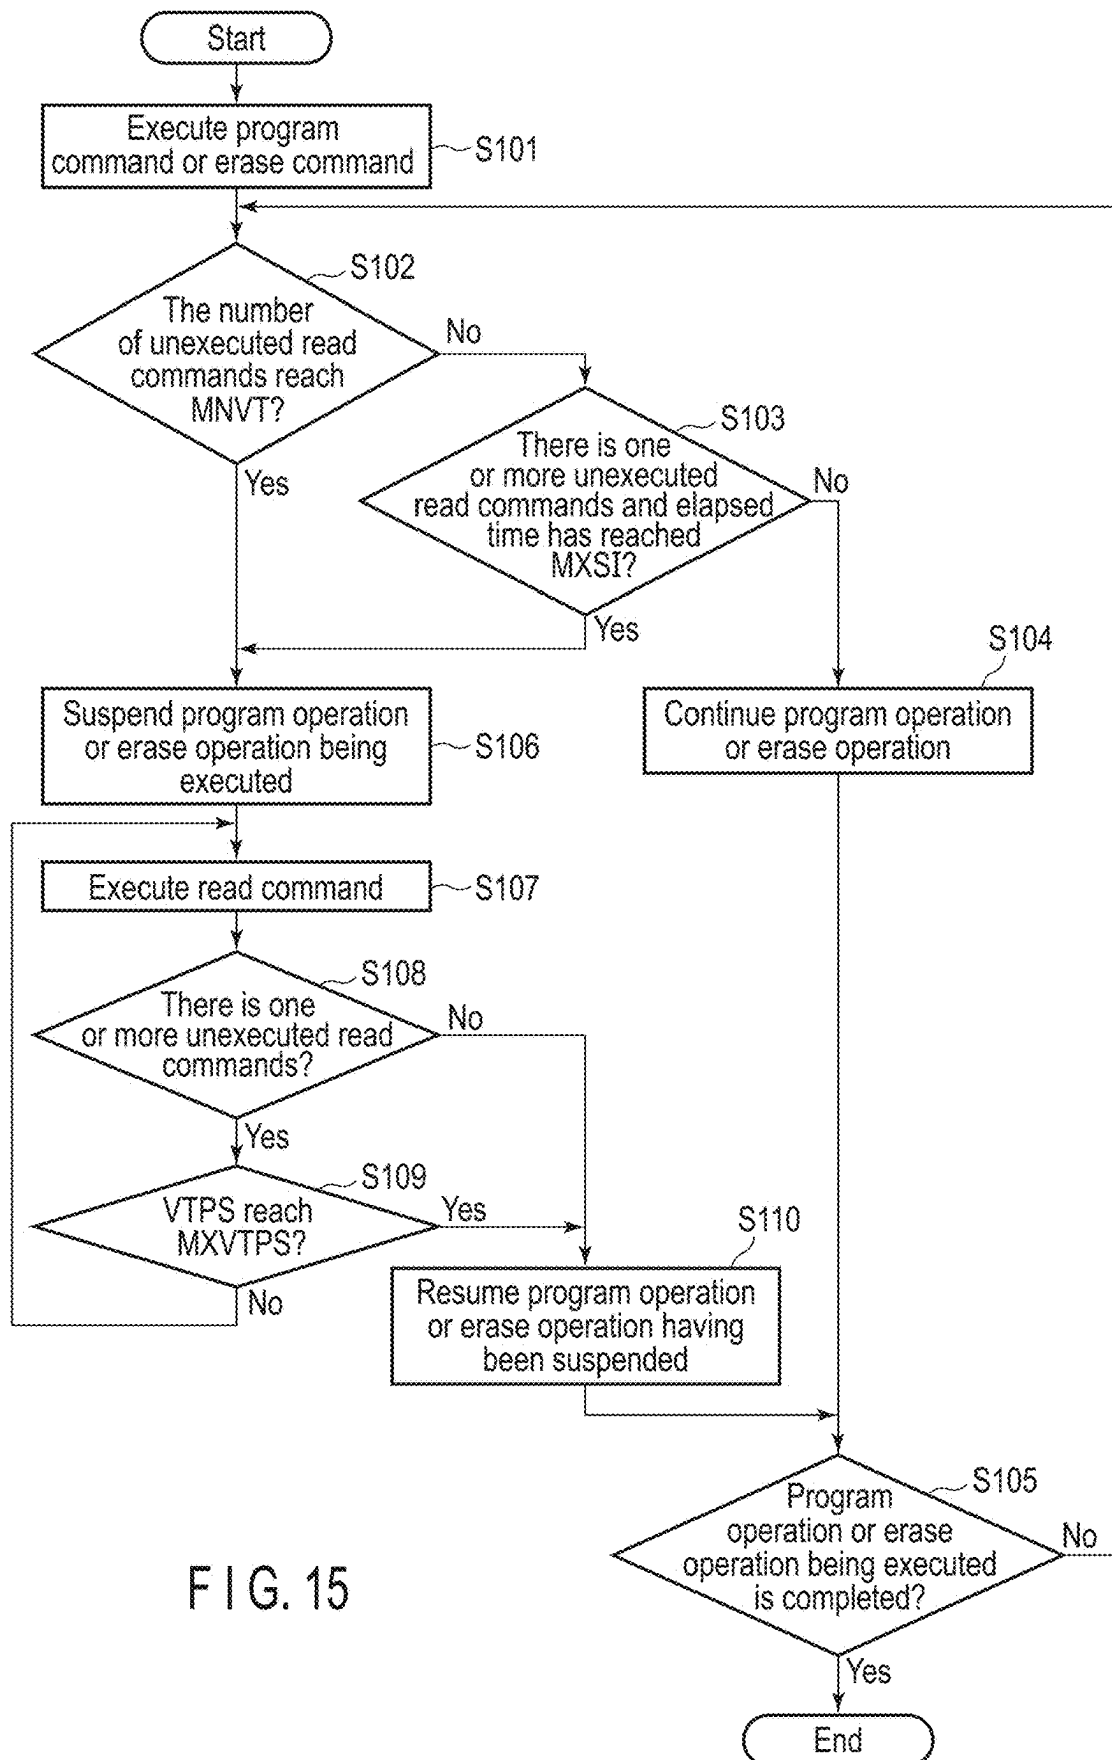 Start
Execute program
command or erase command
S101
S102
The number
of unexecuted read
commands reach
MNVT?
No
Yes
S103
There is one
or more unexecuted
read commands and elapsed
time has reached
MXSI?
No
Yes
S104
Continue program operation
or erase operation
Suspend program operation
or erase operation being
executed
S106
Execute read command
S107
S108
There is one
or more unexecuted read
commands?
No
Yes
S109
VTPS reach
MXVTPS?
Yes
No
S110
Resume program operation
or erase operation having
been suspended
S105
Program
operation or erase
operation being executed
is completed?
No
Yes
End
FIG. 15